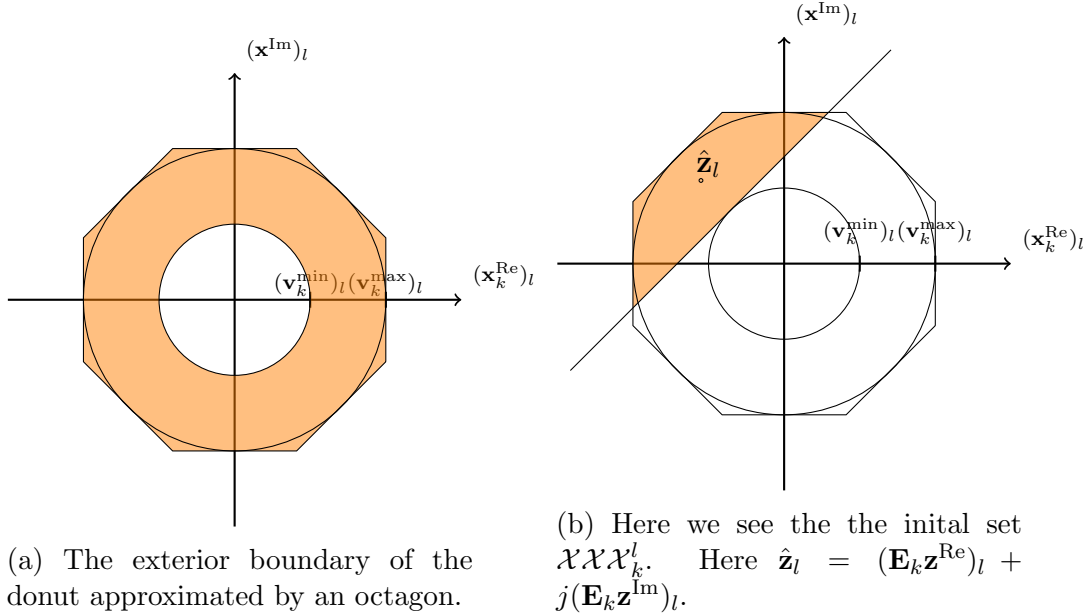 (x^Im)_l
(v_k^min)_l (v_k^max)_l
(x_k^Re)_l
(a) The exterior boundary of the
donut approximated by an octagon.
(x^Im)_l
ẑ_l
(v_k^min)_l (v_k^max)_l
(x_k^Re)_l
(b) Here we see the the inital set
𝒳𝒳𝒳_k^l. Here ẑ_l = (E_k z^Re)_l +
j(E_k z^Im)_l.